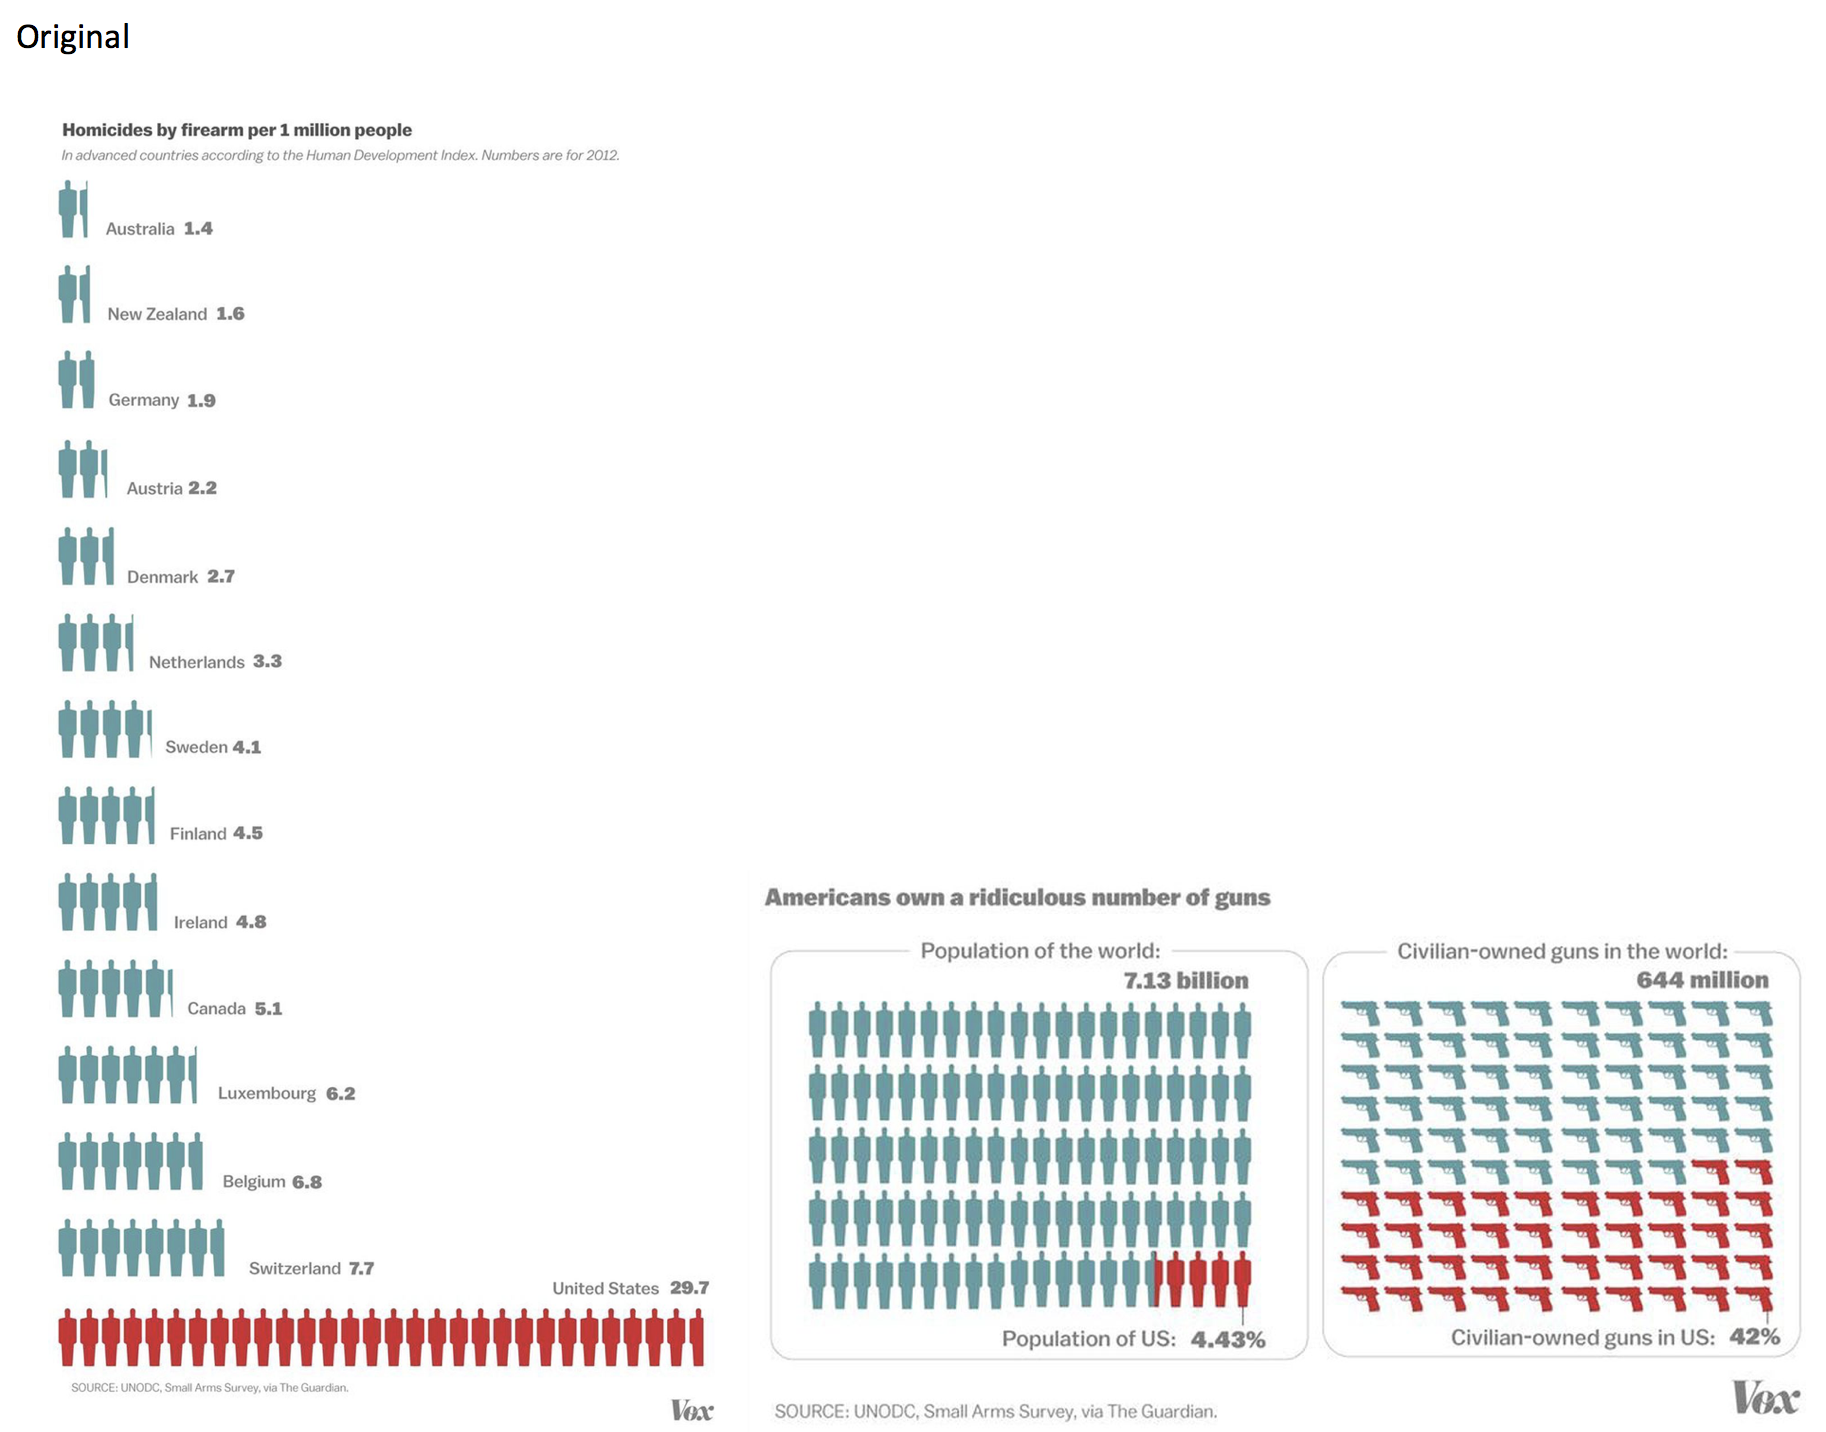 Original
Homicides by firearm per 1 million people
In advanced countries according to the Human Development Index. Numbers are for 2012.
Australia 1.4
New Zealand 1.6
Germany 1.9
Austria 2.2
Denmark 2.7
Netherlands 3.3
Sweden 4.1
Finland 4.5
Ireland 4.8
Canada 5.1
Luxembourg 6.2
Belgium 6.8
Switzerland 7.7
United States 29.7
SOURCE: UNODC, Small Arms Survey, via The Guardian.
Vox
Americans own a ridiculous number of guns
Population of the world:
7.13 billion
Population of US: 4.43%
Civilian-owned guns in the world:
644 million
Civilian-owned guns in US: 42%
SOURCE: UNODC, Small Arms Survey, via The Guardian.
Vox